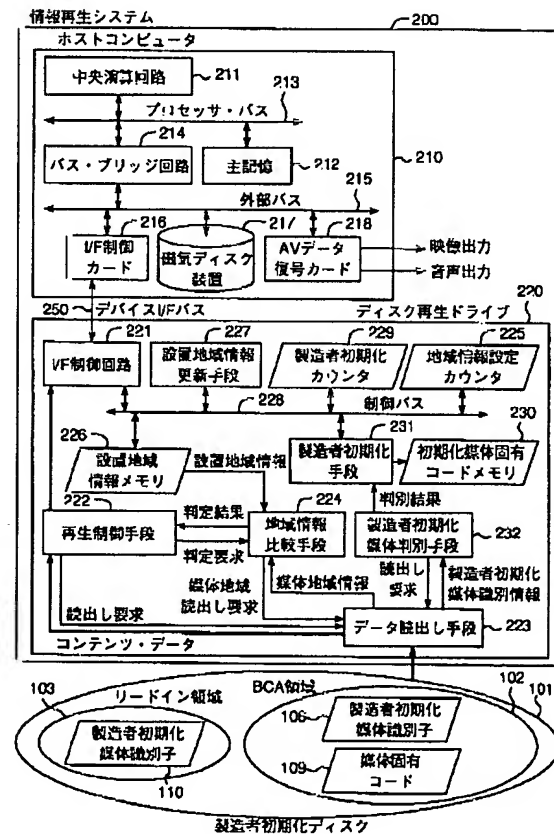 情報再生システム
200
ホストコンピュータ
中央演算回路
211
プロセッサ・バス
213
214
バス・ブリッジ回路
主記憶
212
210
外部バス
215
216
217
218
I/F制御
カード
磁気ディスク
装置
AVデータ
復号カード
映像出力
音声出力
250
デバイスI/Fバス
ディスク再生ドライブ
220
221
227
229
225
I/F制御回路
設置地域情報
更新手段
製造者初期化
カウンタ
地域情報設定
カウンタ
228
制御バス
230
226
231
設置地域
情報メモリ
設置地域情報
製造者初期化
手段
初期化媒体固有
コードメモリ
222
判定結果
224
判別結果
再生制御手段
地域情報
比較手段
製造者初期化
媒体判別手段
232
判定要求
媒体地域
読出し要求
媒体地域情報
読出し
要求
製造者初期化
媒体識別情報
読出し要求
データ読出し手段
223
コンテンツ・データ
103
リードイン領域
BCA領域
102
101
製造者初期化
媒体識別子
110
106
製造者初期化
媒体識別子
109
媒体固有
コード
製造者初期化ディスク